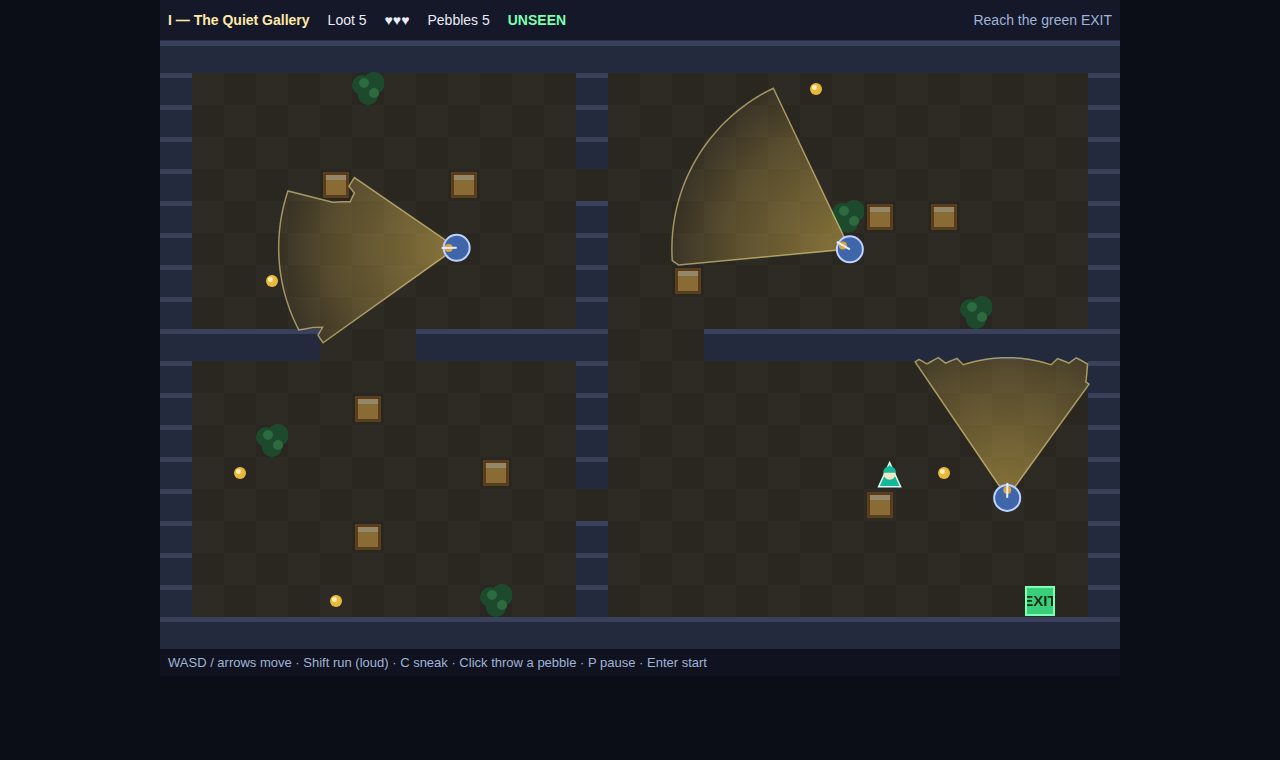 I — The Quiet Gallery Loot 5 ♥♥♥ Pebbles 5 UNSEEN Reach the green EXIT
EXIT
WASD / arrows move · Shift run (loud) · C sneak · Click throw a pebble · P pause · Enter start